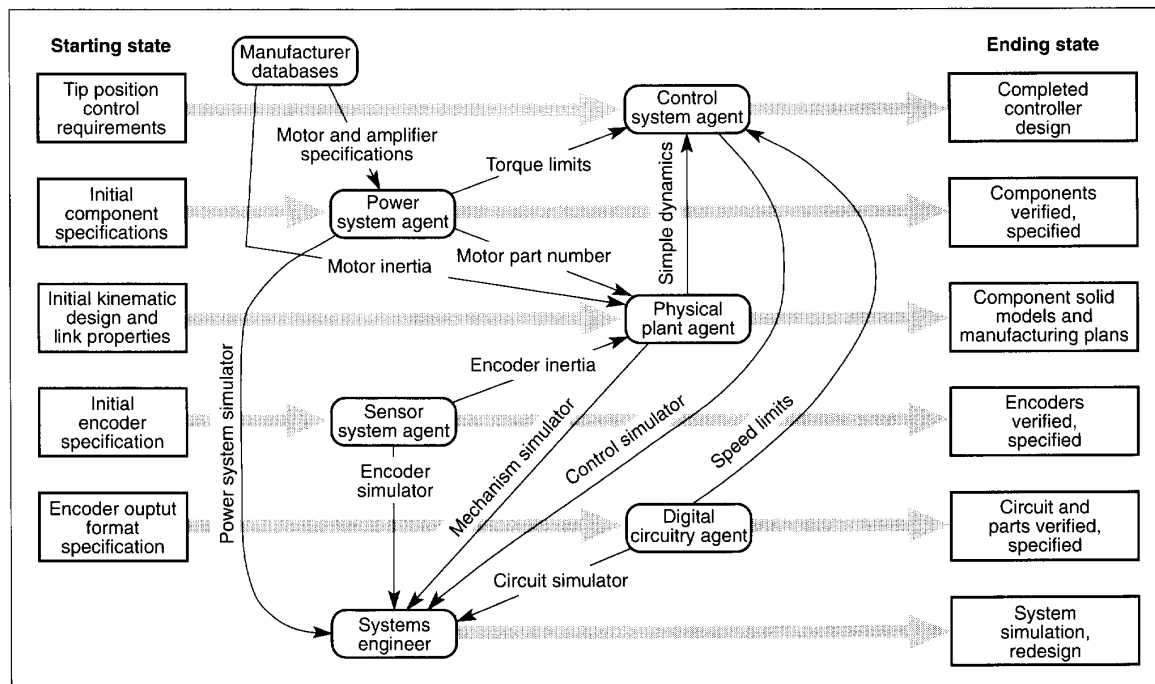 Starting state
Ending state
Manufacturer
databases
Tip position
control
requirements
Control
system agent
Completed
controller
design
Motor and amplifier
specifications
Torque limits
Initial
component
specifications
Power
system agent
Simple dynamics
Components
verified,
specified
Motor inertia
Motor part number
Initial kinematic
design and
link properties
Physical
plant agent
Component solid
models and
manufacturing plans
Encoder inertia
Power system simulator
Initial
encoder
specification
Sensor
system agent
Mechanism simulator
Control simulator
Speed limits
Encoders
verified,
specified
Encoder
simulator
Encoder ouptut
format
specification
Digital
circuitry agent
Circuit and
parts verified,
specified
Circuit simulator
Systems
engineer
System
simulation,
redesign